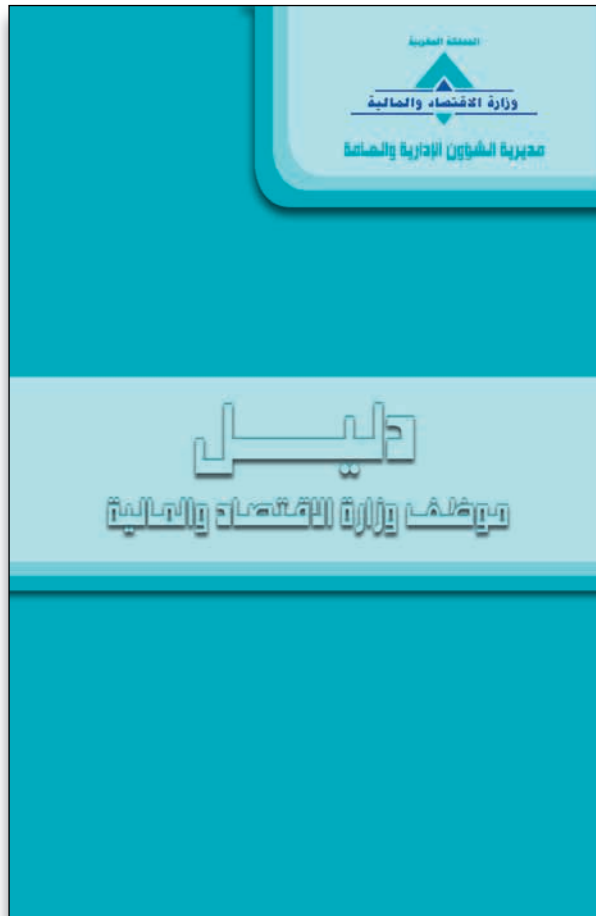 المملكة المغربية
وزارة الاقتصاد والمالية
مديرية الشؤون الإدارية والعامة
دليل
موظف وزارة الاقتصاد والمالية